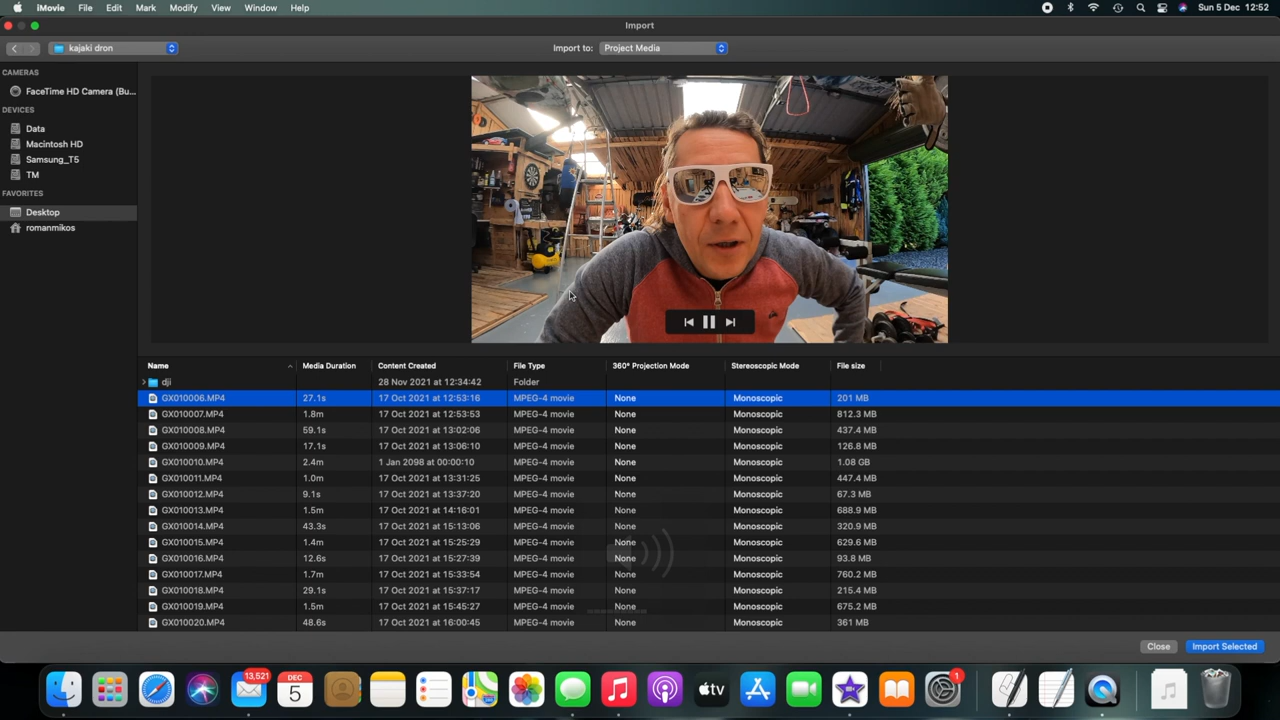 iMovie File Edit Mark Modify View Window Help Sun 5 Dec 12:52
Import
kajaki dron Import to: Project Media
CAMERAS
FaceTime HD Camera (Bu...
DEVICES
Data
Macintosh HD
Samsung_T5
TM
FAVORITES
Desktop
romanmikos
Name Media Duration Content Created File Type 360° Projection Mode Stereoscopic Mode File size
dji 28 Nov 2021 at 12:34:42 Folder
GX010006.MP4 27.1s 17 Oct 2021 at 12:53:16 MPEG-4 movie None Monoscopic 201 MB
GX010007.MP4 1.8m 17 Oct 2021 at 12:53:53 MPEG-4 movie None Monoscopic 812.3 MB
GX010008.MP4 59.1s 17 Oct 2021 at 13:02:06 MPEG-4 movie None Monoscopic 437.4 MB
GX010009.MP4 17.1s 17 Oct 2021 at 13:06:10 MPEG-4 movie None Monoscopic 126.8 MB
GX010010.MP4 2.4m 1 Jan 2098 at 00:00:10 MPEG-4 movie None Monoscopic 1.08 GB
GX010011.MP4 1.0m 17 Oct 2021 at 13:31:25 MPEG-4 movie None Monoscopic 447.4 MB
GX010012.MP4 9.1s 17 Oct 2021 at 13:37:20 MPEG-4 movie None Monoscopic 67.3 MB
GX010013.MP4 1.5m 17 Oct 2021 at 14:16:01 MPEG-4 movie None Monoscopic 688.9 MB
GX010014.MP4 43.3s 17 Oct 2021 at 15:13:06 MPEG-4 movie None Monoscopic 320.9 MB
GX010015.MP4 1.4m 17 Oct 2021 at 15:25:29 MPEG-4 movie None Monoscopic 629.6 MB
GX010016.MP4 12.6s 17 Oct 2021 at 15:27:39 MPEG-4 movie None Monoscopic 93.8 MB
GX010017.MP4 1.7m 17 Oct 2021 at 15:33:54 MPEG-4 movie None Monoscopic 760.2 MB
GX010018.MP4 29.1s 17 Oct 2021 at 15:37:17 MPEG-4 movie None Monoscopic 215.4 MB
GX010019.MP4 1.5m 17 Oct 2021 at 15:45:27 MPEG-4 movie None Monoscopic 675.2 MB
GX010020.MP4 48.6s 17 Oct 2021 at 16:00:45 MPEG-4 movie None Monoscopic 361 MB
Close Import Selected
13,521 DEC 5 tv 1